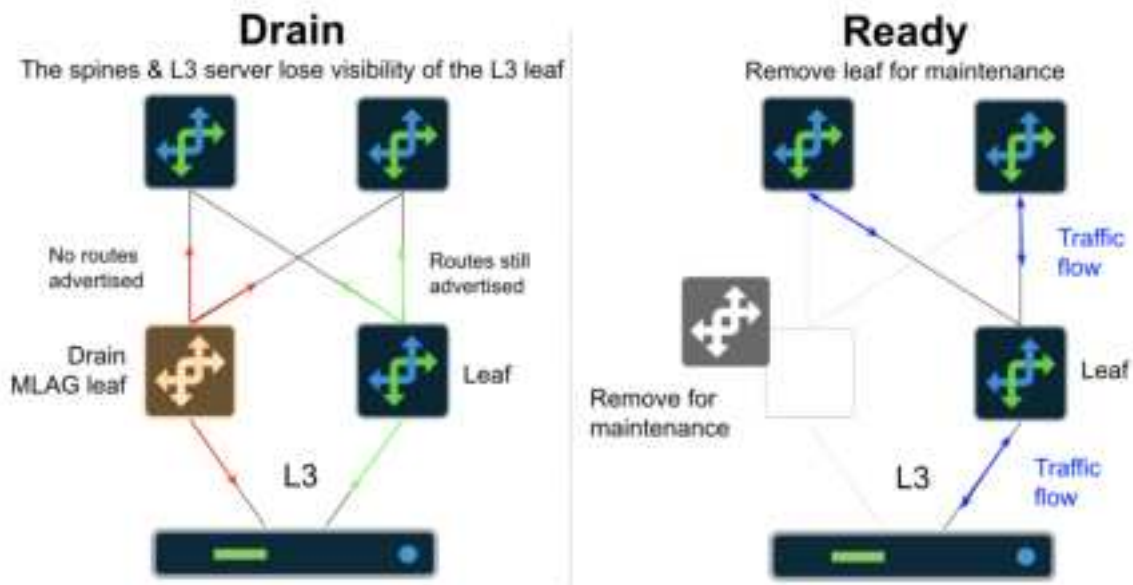 Drain
The spines & L3 server lose visibility of the L3 leaf
No routes
advertised
Routes still
advertised
Drain
MLAG leaf
Leaf
L3
Ready
Remove leaf for maintenance
Traffic
flow
Leaf
Remove for
maintenance
L3
Traffic
flow